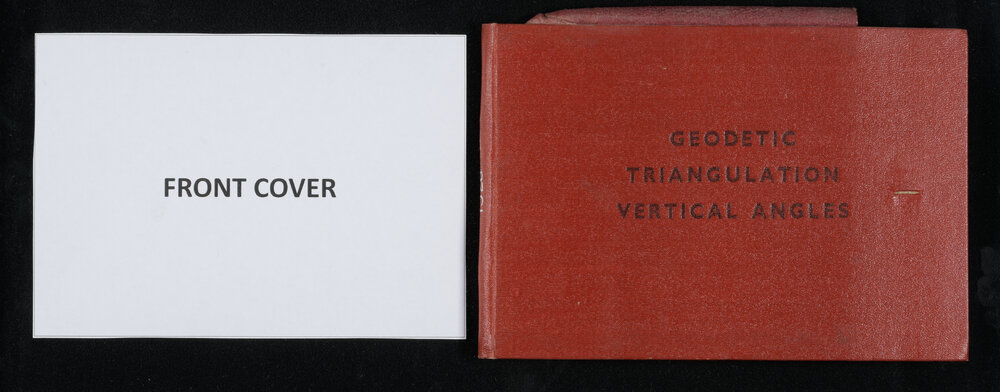 FRONT COVER
GEODETIC
TRIANGULATION
VERTICAL ANGLES